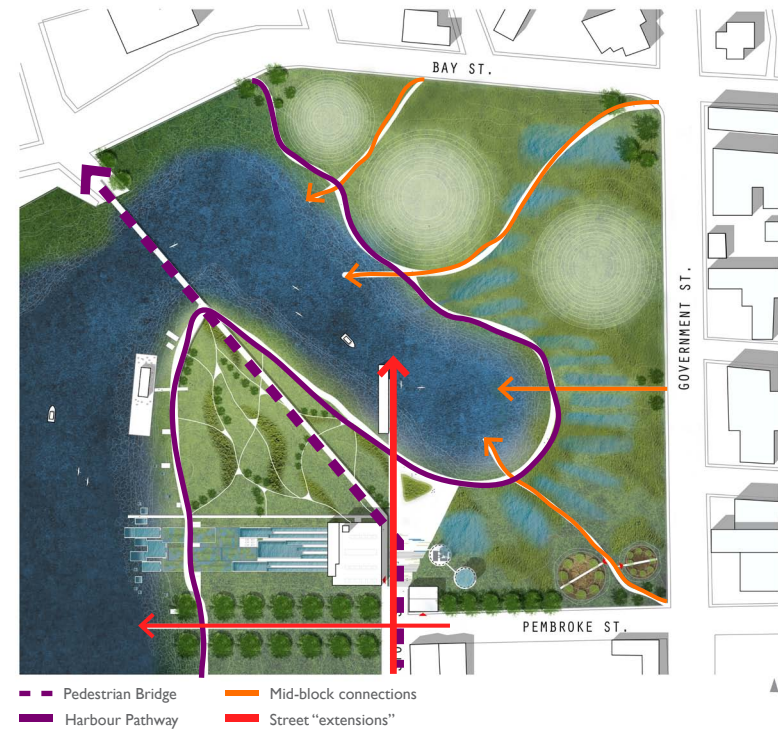 BAY ST.
GOVERNMENT ST.
PEMBROKE ST.
Pedestrian Bridge
Mid-block connections
Harbour Pathway
Street “extensions”